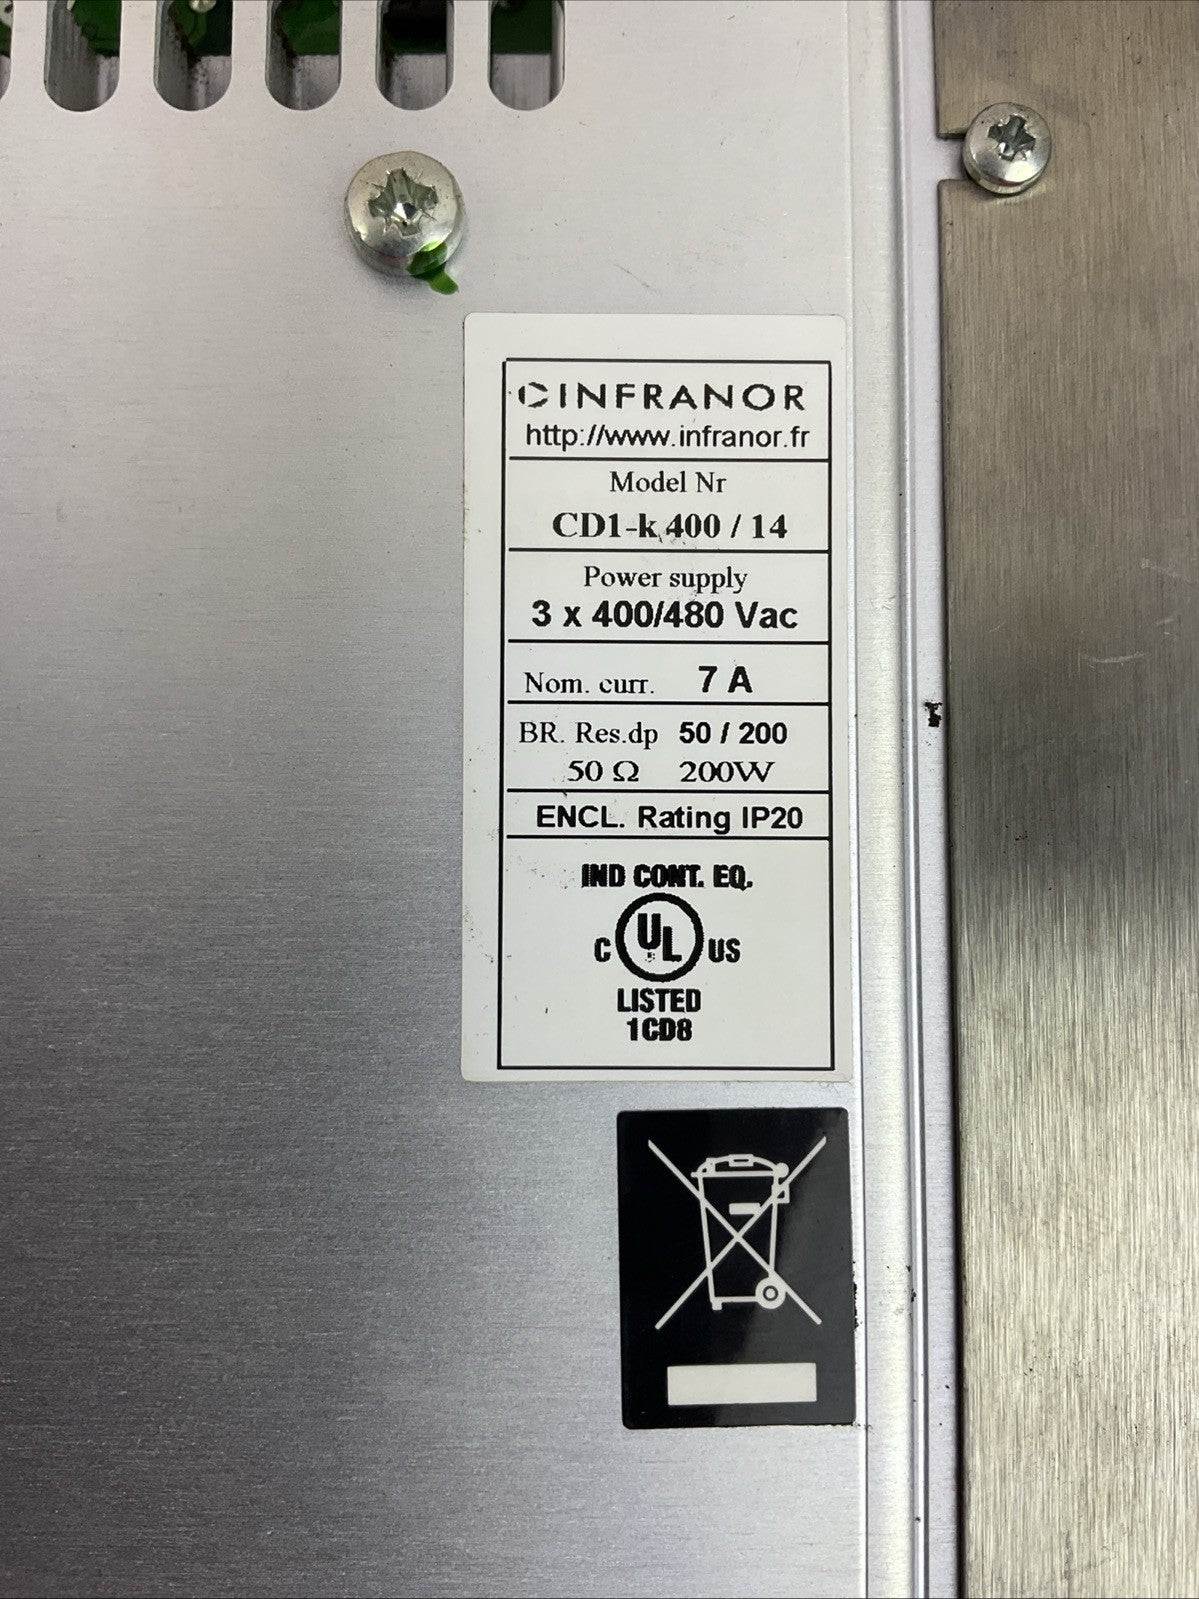 INFRANOR
http://www.infranor.fr
Model Nr
CD1-k 400 / 14
Power supply
3 x 400/480 Vac
Nom. curr. 7 A
BR. Res.dp 50 / 200
50 Ω 200W
ENCL. Rating IP20
IND CONT. EQ.
C UL US
LISTED
1CD8